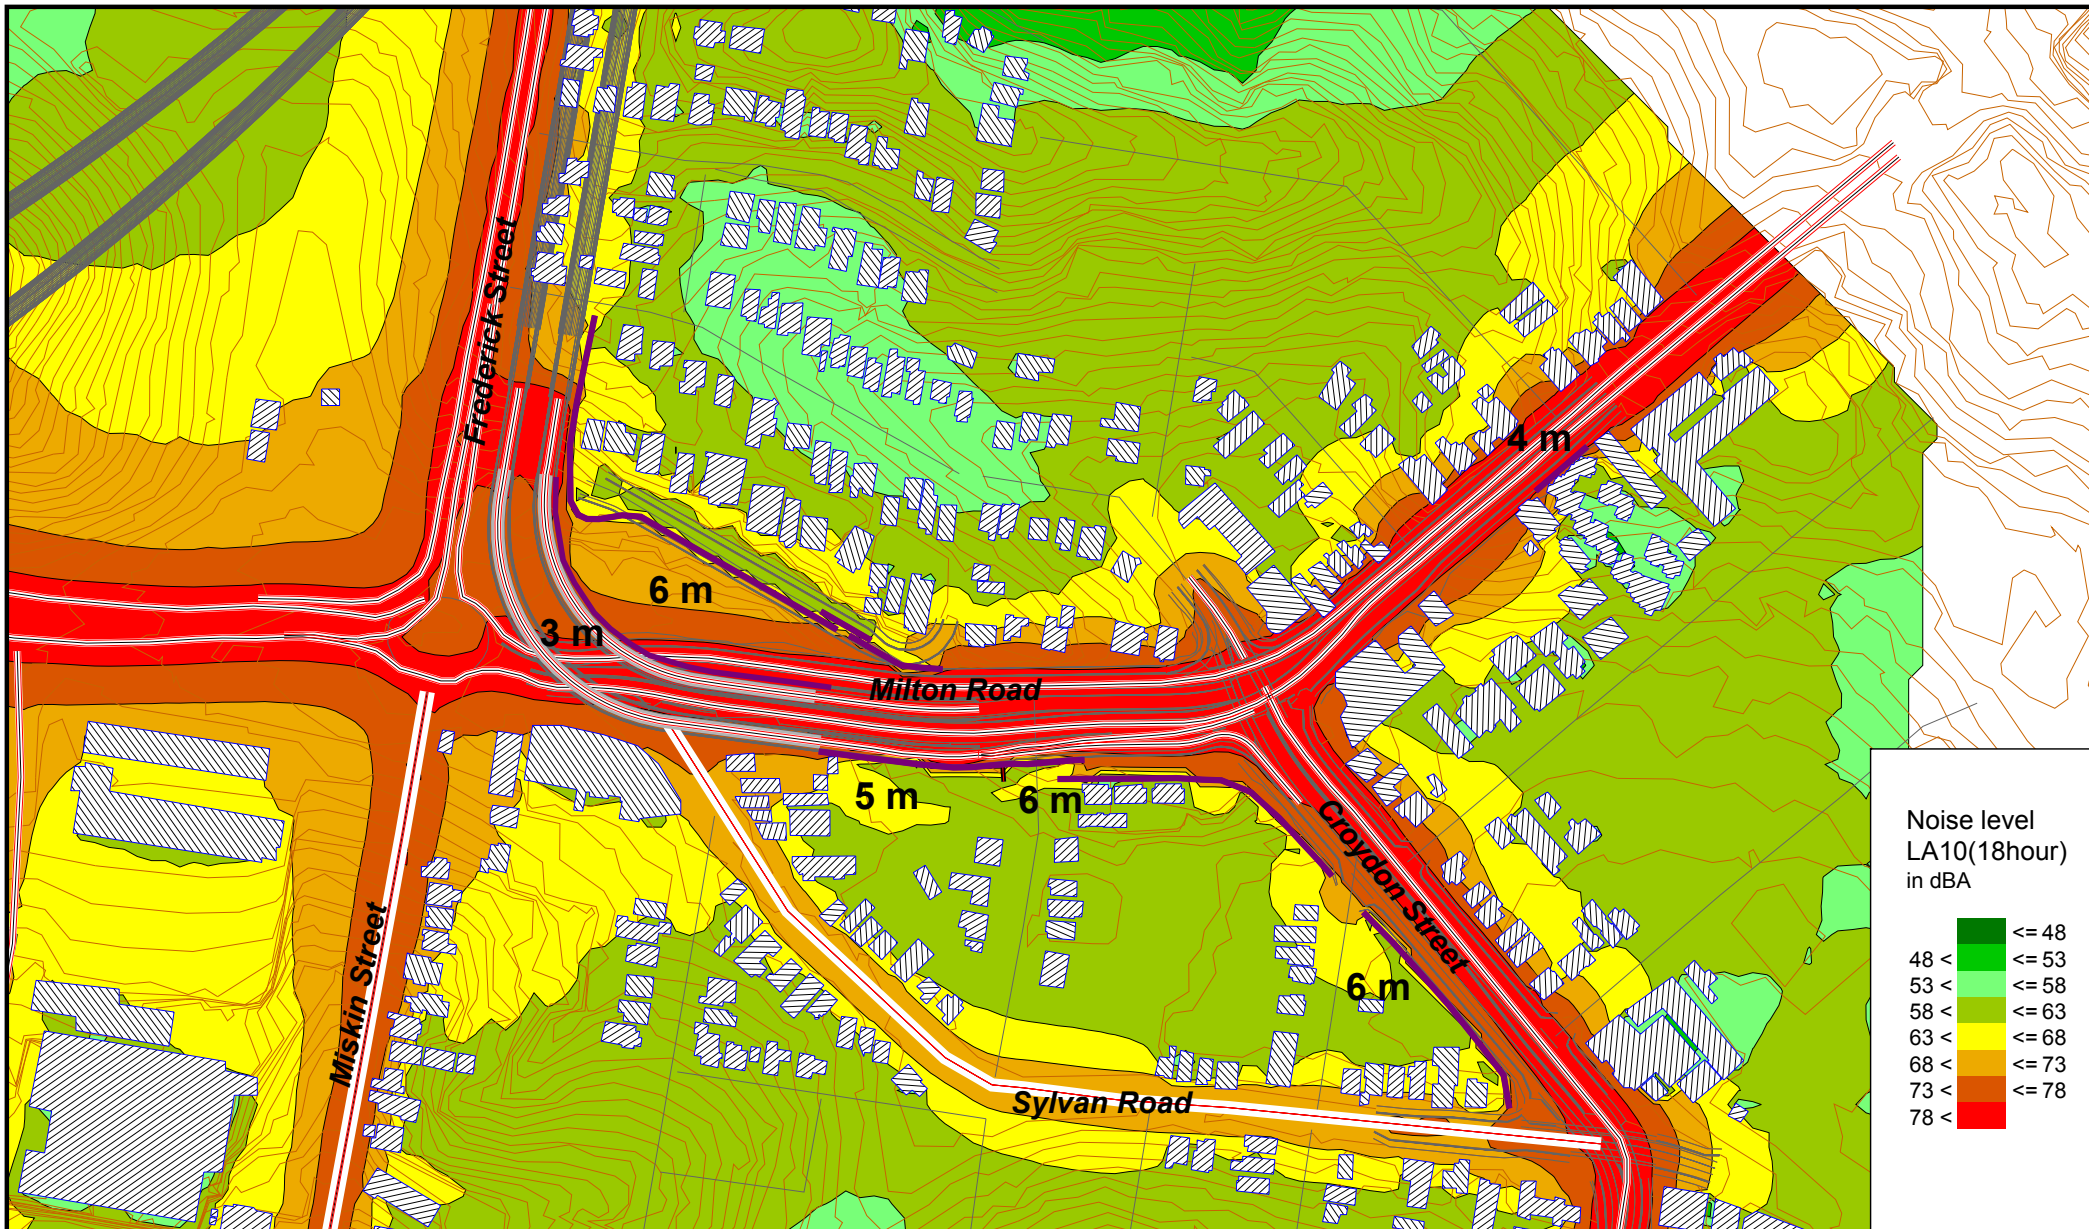 Frederick Street
4 m
6 m
3 m
Milton Road
5 m
6 m
Croydon Street
6 m
Miskin Street
Sylvan Road
Noise level
LA10(18hour)
in dBA
<= 48
48 < <= 53
53 < <= 58
58 < <= 63
63 < <= 68
68 < <= 73
73 < <= 78
78 <